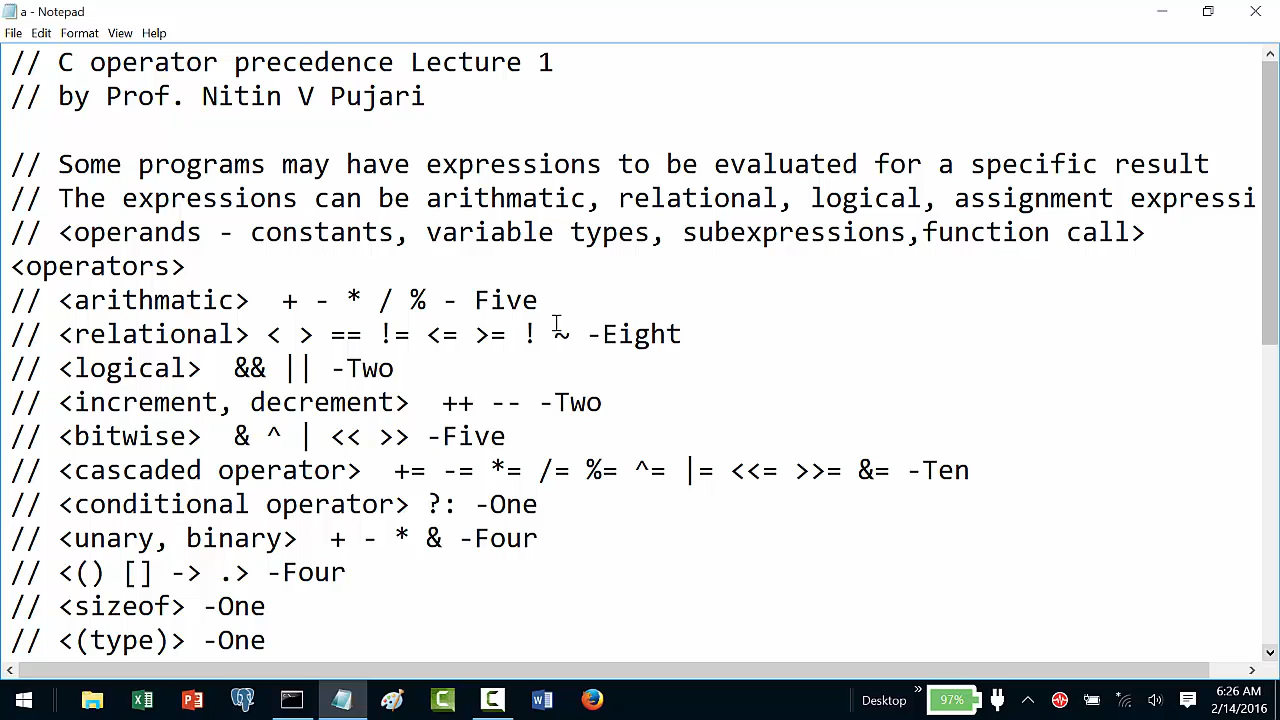 a - Notepad
File Edit Format View Help
// C operator precedence Lecture 1
// by Prof. Nitin V Pujari
// Some programs may have expressions to be evaluated for a specific result
// The expressions can be arithmatic, relational, logical, assignment expressi
// <operands - constants, variable types, subexpressions,function call>
<operators>
// <arithmatic>  + - * / % - Five
// <relational> < > == != <= >= ! ~ -Eight
// <logical>  && || -Two
// <increment, decrement>  ++ -- -Two
// <bitwise>  & ^ | << >> -Five
// <cascaded operator>  += -= *= /= %= ^= |= <<= >>= &= -Ten
// <conditional operator> ?: -One
// <unary, binary>  + - * & -Four
// <() [] -> .> -Four
// <sizeof> -One
// <(type)> -One
Desktop » 97% 6:26 AM
2/14/2016